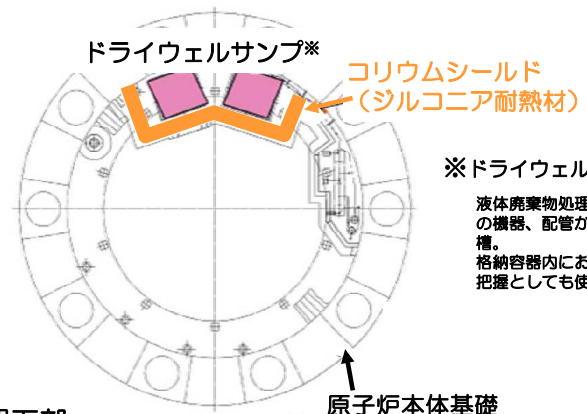 ドライウェルサンプ※
コリウムシールド
（ジルコニア耐熱材）
※ドライウェル
液体廃棄物処理
の機器、配管か
槽。
格納容器内にお
把握としても使
原子炉本体基礎